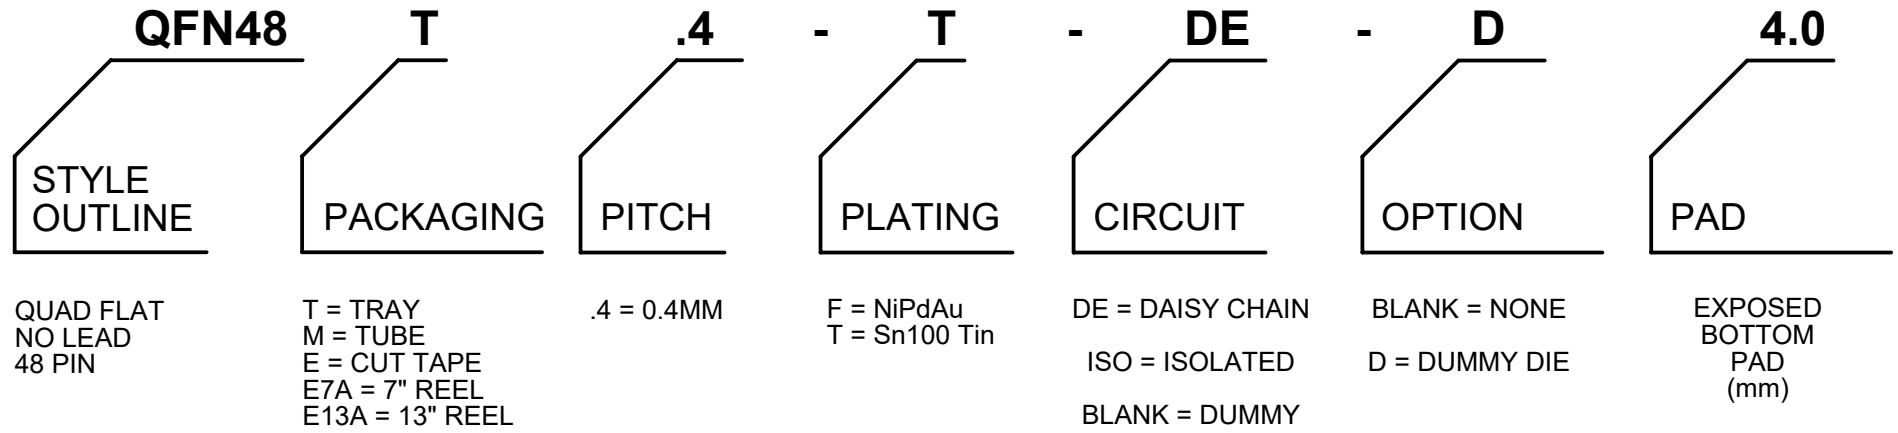 QFN48 T .4 - T - DE - D 4.0
STYLE
OUTLINE
PACKAGING
PITCH
PLATING
CIRCUIT
OPTION
PAD
QUAD FLAT
NO LEAD
48 PIN
T = TRAY
M = TUBE
E = CUT TAPE
E7A = 7" REEL
E13A = 13" REEL
.4 = 0.4MM
F = NiPdAu
T = Sn100 Tin
DE = DAISY CHAIN
ISO = ISOLATED
BLANK = DUMMY
BLANK = NONE
D = DUMMY DIE
EXPOSED
BOTTOM
PAD
(mm)